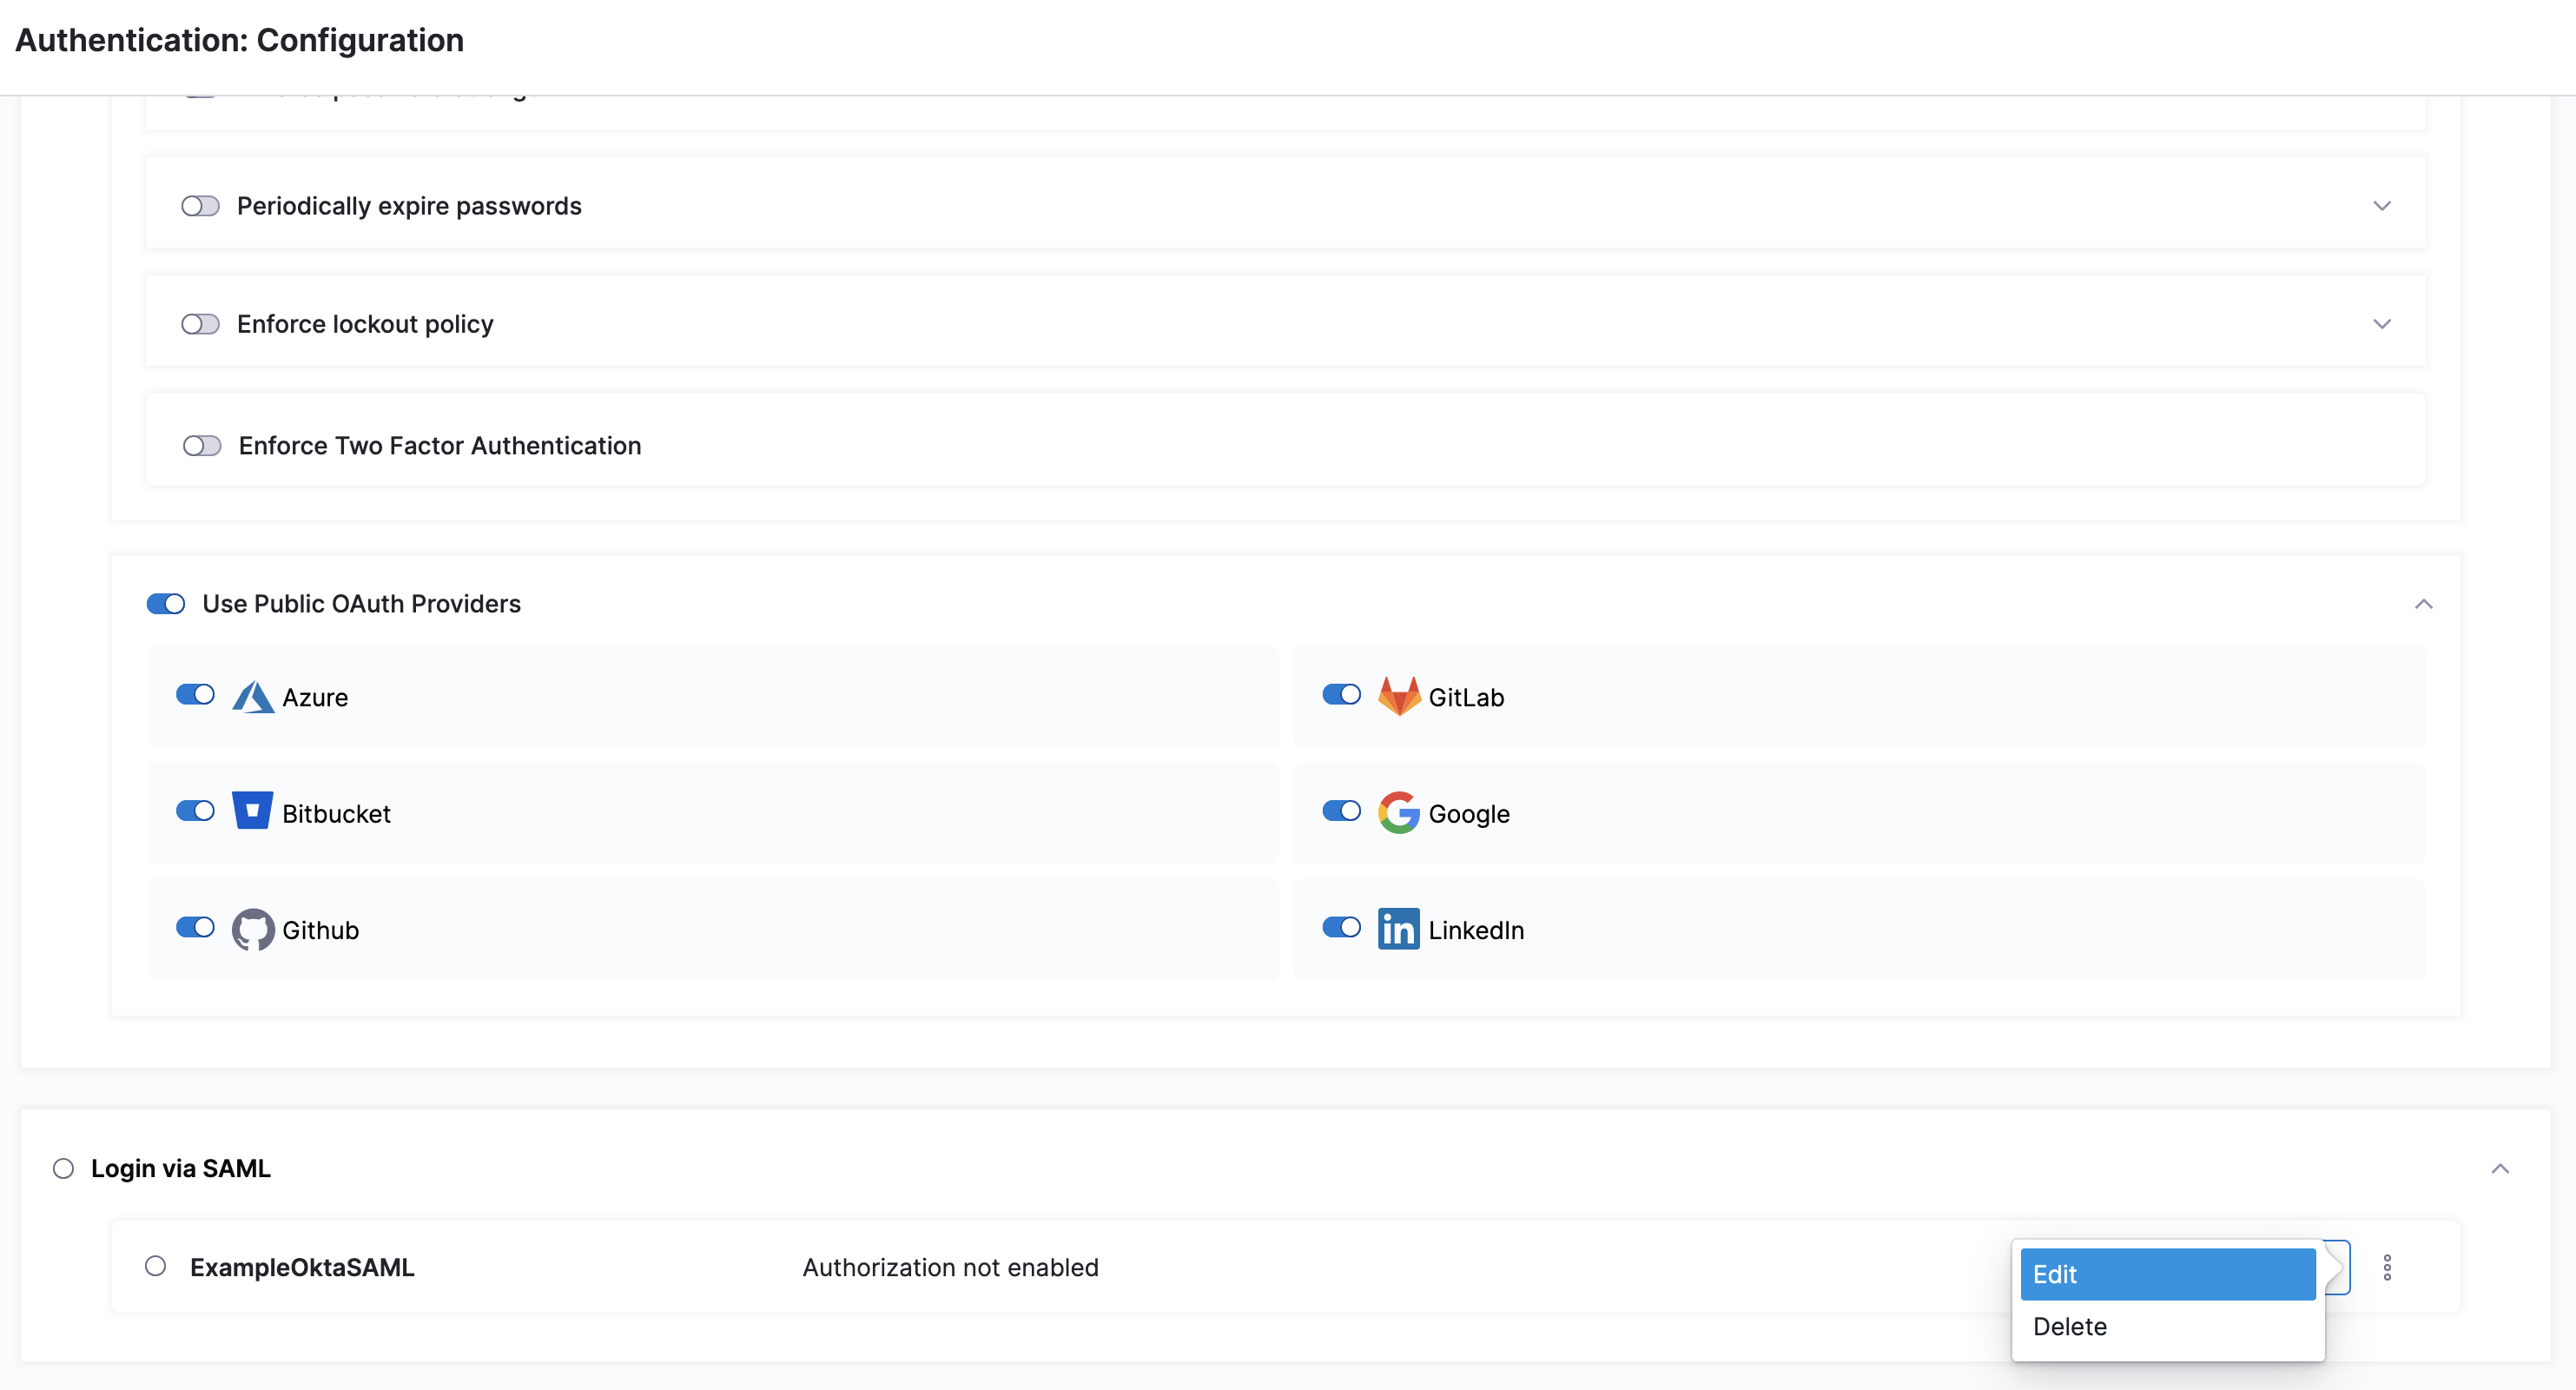 Authentication: Configuration
Periodically expire passwords
Enforce lockout policy
Enforce Two Factor Authentication
Use Public OAuth Providers
Azure
GitLab
Bitbucket
Google
Github
in LinkedIn
Login via SAML
ExampleOktaSAML Authorization not enabled
Edit
Delete